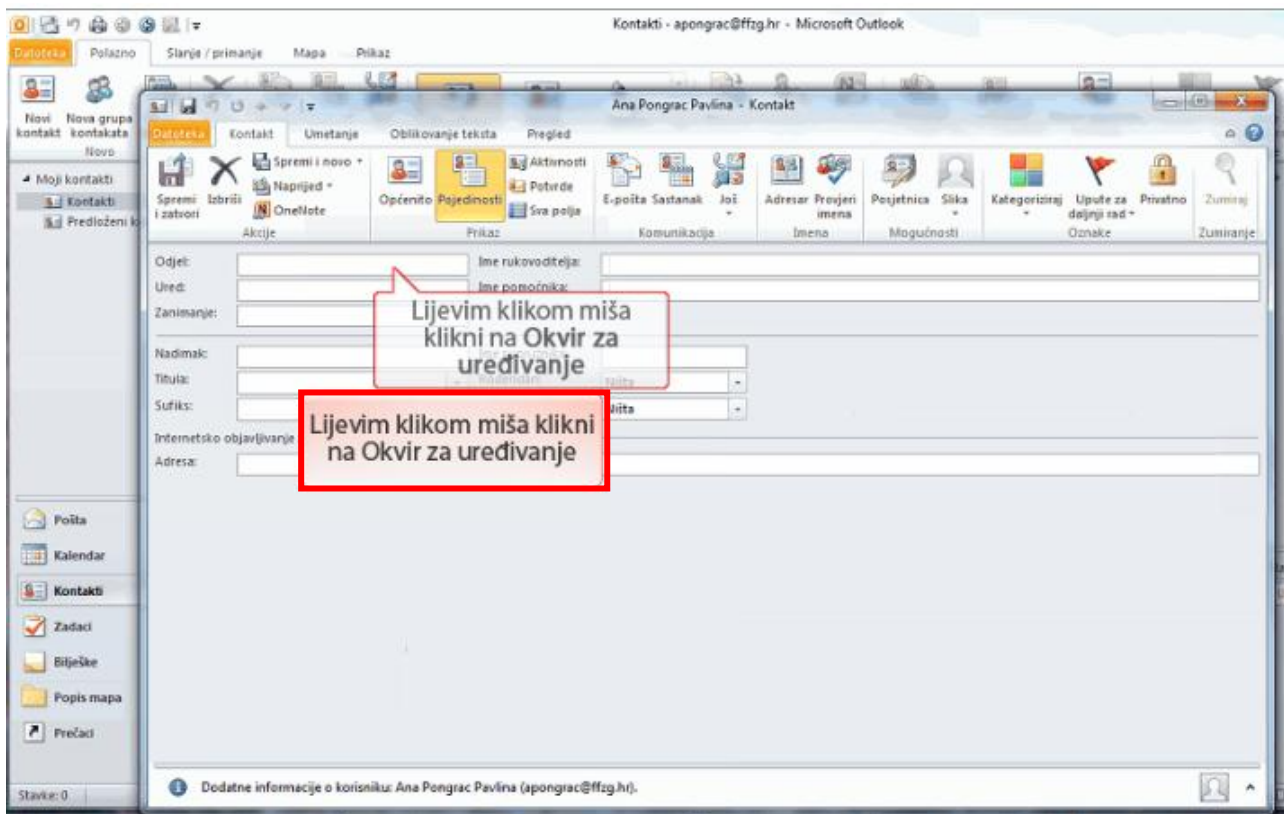 Kontakti - apongrac@ffzg.hr - Microsoft Outlook
Datoteka Polazno Slanje / primanje Mapa Prikaz
Novi kontakt
Nova grupa kontakata
Novo
Moji kontakti
Kontakti
Predloženi
Ana Pongrac Pavlina - Kontakt
Datoteka Kontakt Umetanje Oblikovanje teksta Pregled
Spremi i zatvori
Izbriši
Spremi i novo
Naprijed
OneNote
Akcije
Općenito
Pojedinosti
Aktivnosti
Potvrde
Sva polja
Prikaz
E-pošta
Sastanak
Još
Komunikacija
Adresar
Provjeri imena
Imena
Posjetnica
Slika
Mogućnosti
Kategoriziraj
Upute za daljnji rad
Privatno
Oznake
Zumiraj
Zumiranje
Odjel:
Ime rukovoditelja:
Ured:
Ime pomoćnika:
Zanimanje:
Lijevim klikom miša
klikni na Okvir za
uređivanje
Nadimak:
Titula:
Ništa
Sufiks:
Ništa
Lijevim klikom miša klikni
na Okvir za uređivanje
Internetsko objavljivanje
Adresa:
Pošta
Kalendar
Kontakti
Zadaci
Bilješke
Popis mapa
Prečaci
Dodatne informacije o korisniku: Ana Pongrac Pavlina (apongrac@ffzg.hr).
Stavke: 0